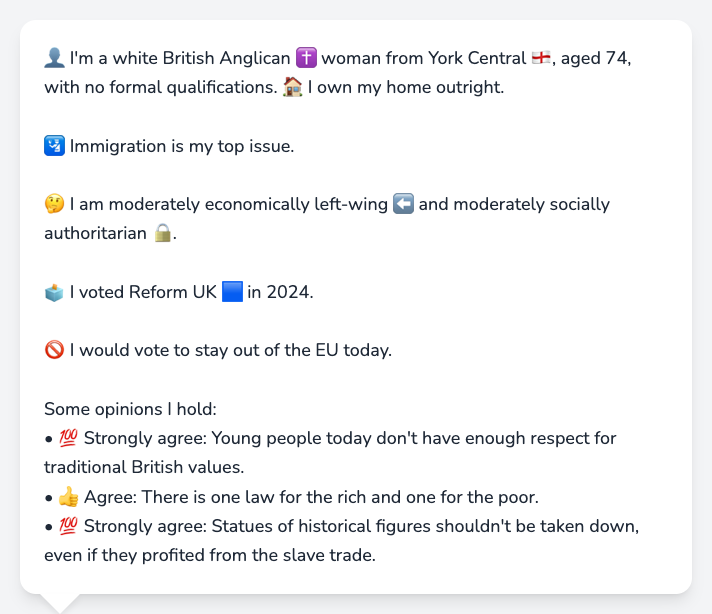 👤 I'm a white British Anglican ✝️ woman from York Central 🏴󠁧󠁢󠁥󠁮󠁧󠁿, aged 74,
with no formal qualifications. 🏠 I own my home outright.
🛂 Immigration is my top issue.
🤔 I am moderately economically left-wing ⬅️ and moderately socially
authoritarian 🔒.
🗳️ I voted Reform UK 🟦 in 2024.
🚫 I would vote to stay out of the EU today.
Some opinions I hold:
• 💯 Strongly agree: Young people today don't have enough respect for
traditional British values.
• 👍 Agree: There is one law for the rich and one for the poor.
• 💯 Strongly agree: Statues of historical figures shouldn't be taken down,
even if they profited from the slave trade.